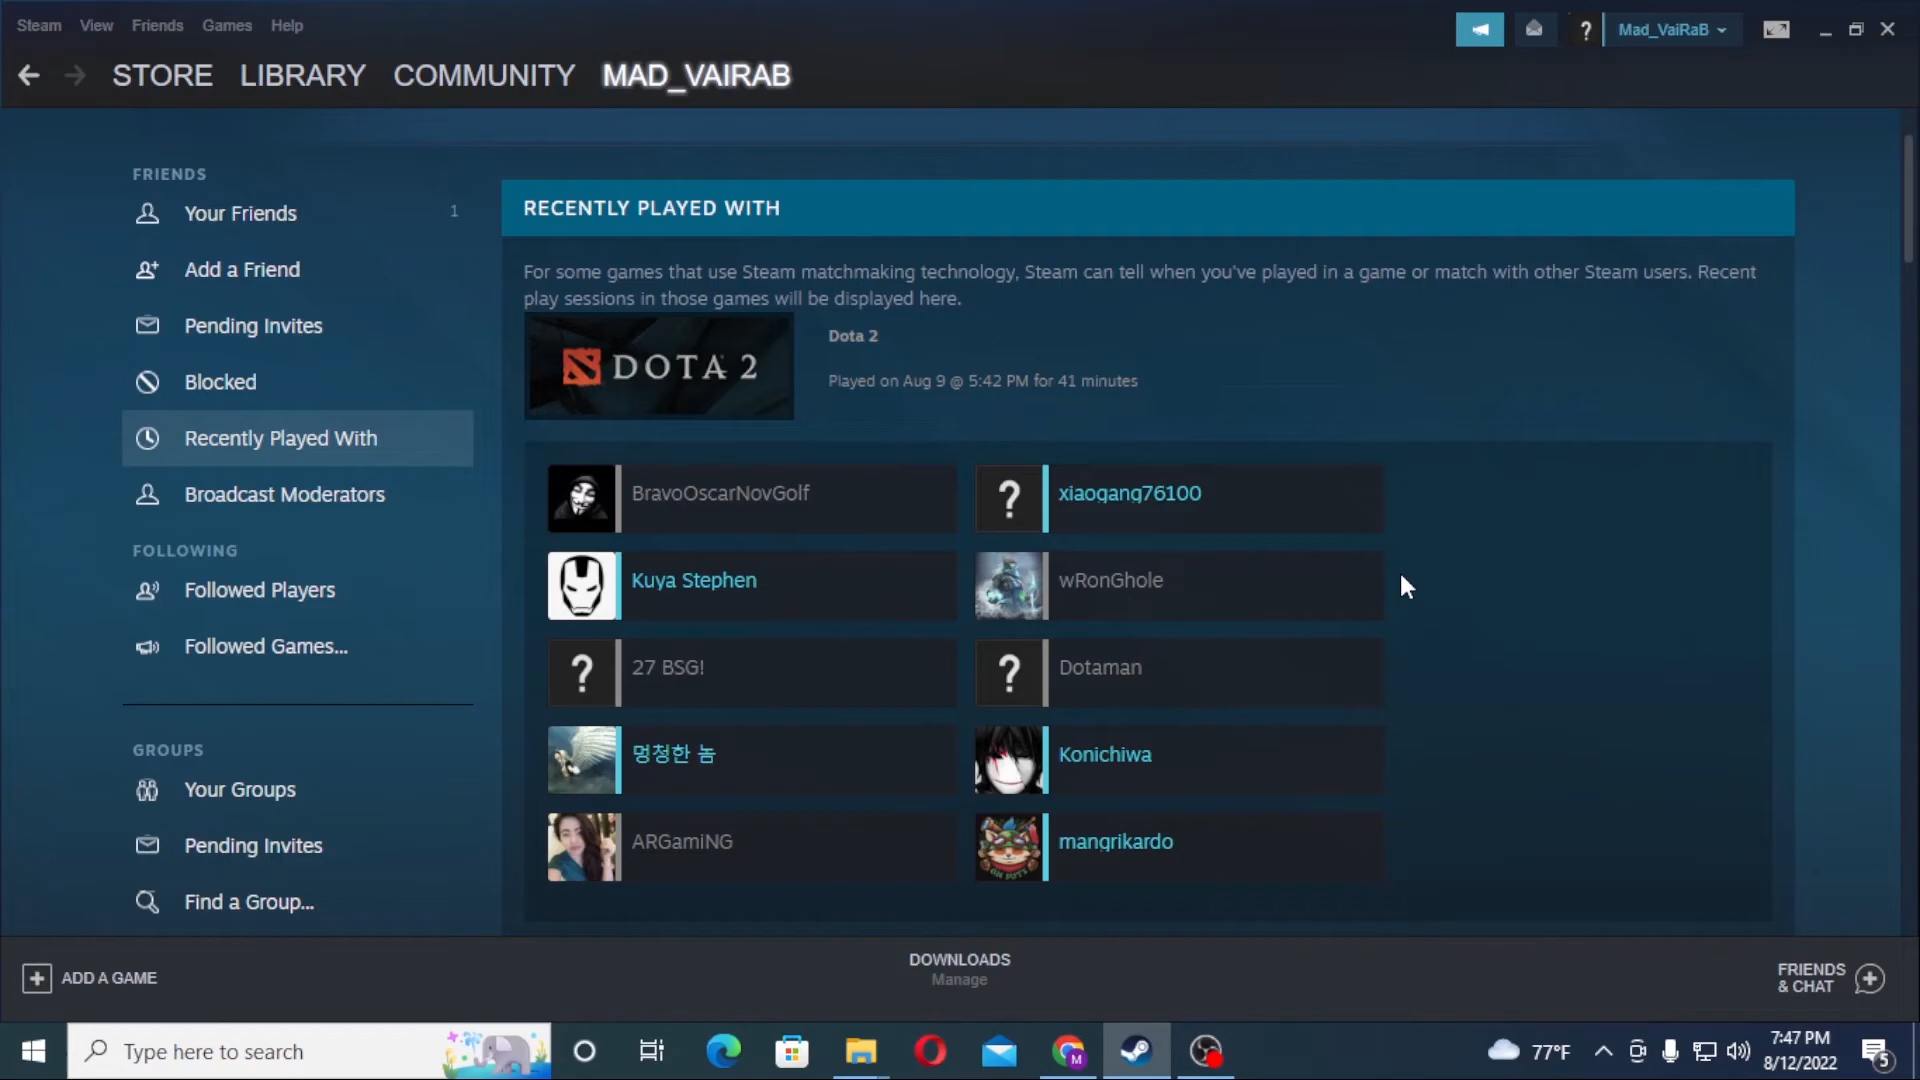 Steam View Friends Games Help
Mad_VaiRaB
STORE LIBRARY COMMUNITY MAD_VAIRAB
FRIENDS
Your Friends 1
Add a Friend
Pending Invites
Blocked
Recently Played With
Broadcast Moderators
FOLLOWING
Followed Players
Followed Games...
GROUPS
Your Groups
Pending Invites
Find a Group...
RECENTLY PLAYED WITH
For some games that use Steam matchmaking technology, Steam can tell when you've played in a game or match with other Steam users. Recent
play sessions in those games will be displayed here.
DOTA 2
Dota 2
Played on Aug 9 @ 5:42 PM for 41 minutes
BravoOscarNovGolf
xiaogang76100
Kuya Stephen
wRonGhole
27 BSG!
Dotaman
멍청한 놈
Konichiwa
ARGamiNG
mangrikardo
ADD A GAME
DOWNLOADS
Manage
FRIENDS
& CHAT
Type here to search
M
77°F
7:47 PM
8/12/2022
5